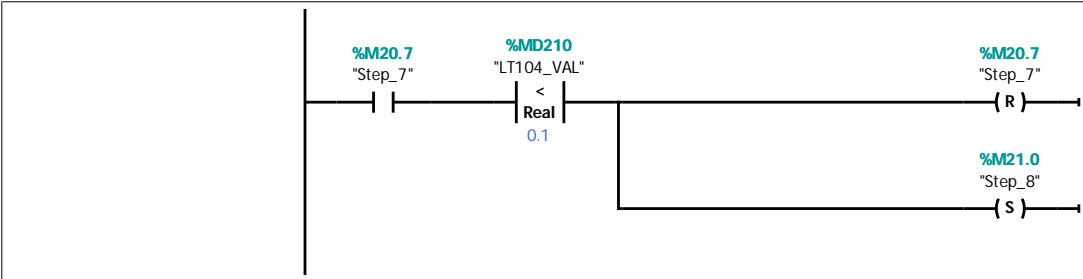 %M20.7
"Step_7"
%MD210
"LT104_VAL"
<
Real
0.1
%M20.7
"Step_7"
R
%M21.0
"Step_8"
S